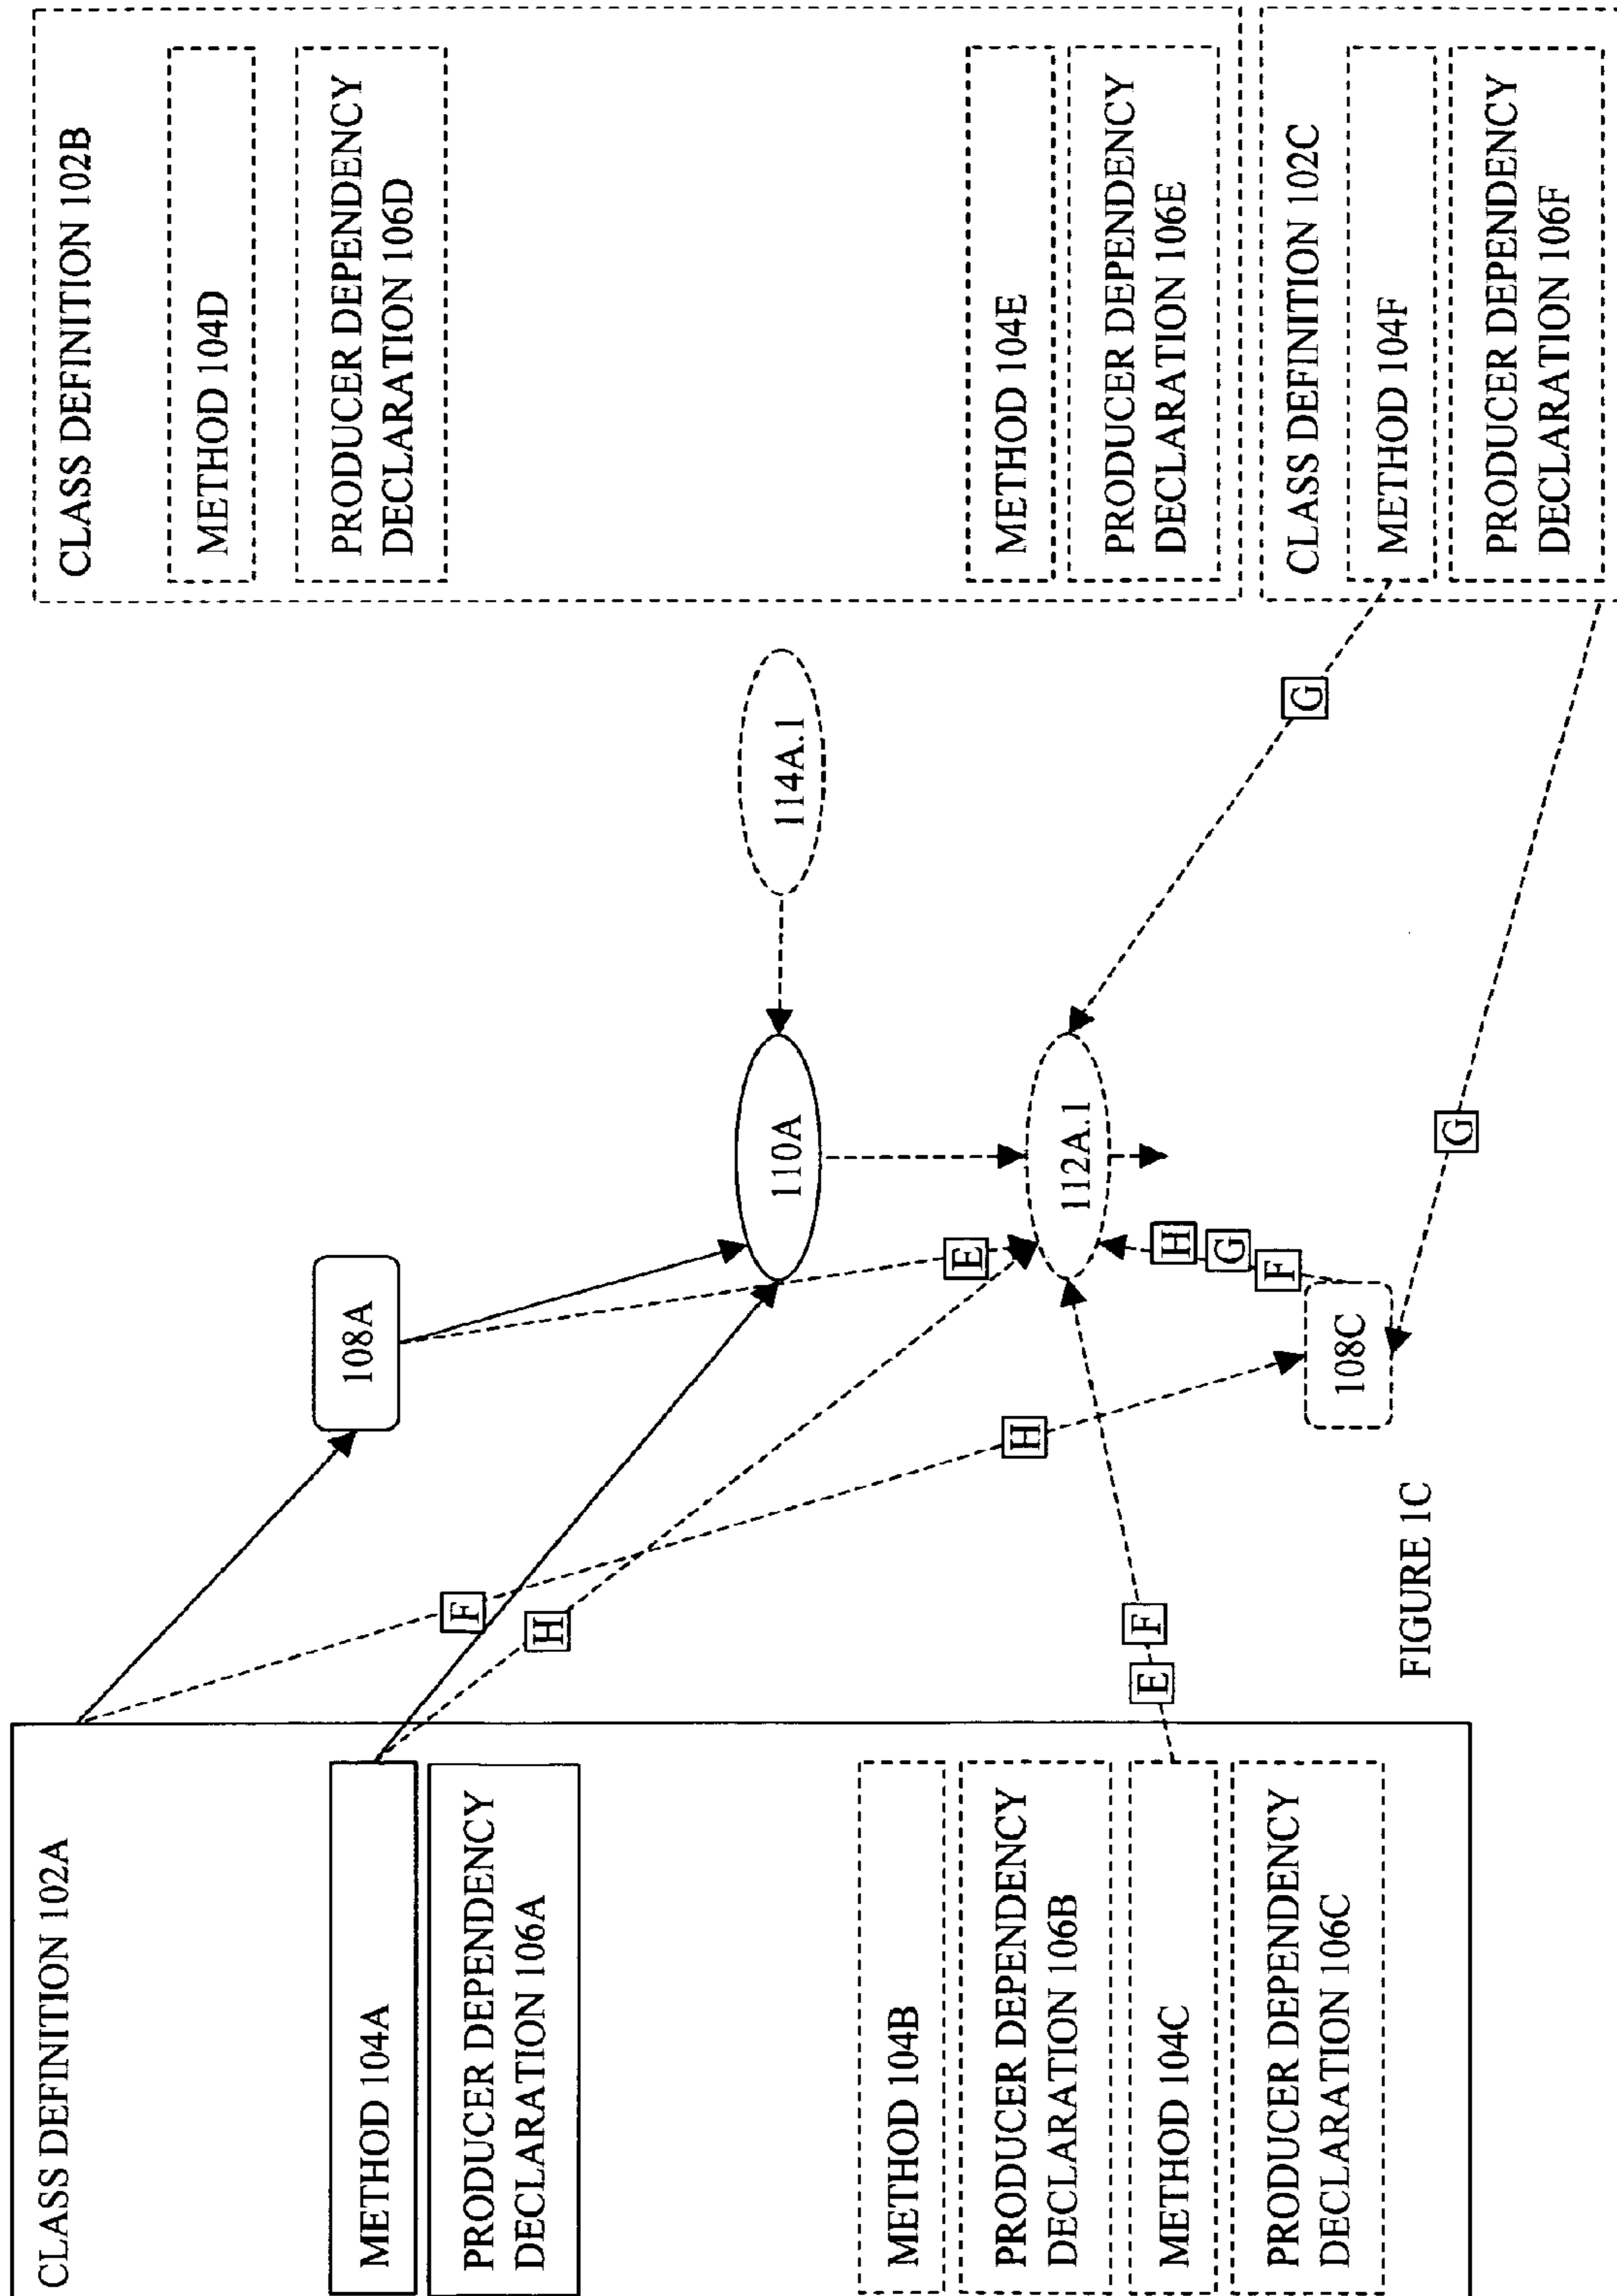 CLASS DEFINITION 102A
METHOD 104A
PRODUCER DEPENDENCY
DECLARATION 106A
METHOD 104B
PRODUCER DEPENDENCY
DECLARATION 106B
METHOD 104C
PRODUCER DEPENDENCY
DECLARATION 106C
F
H
E
F
108A
H
E
108C
F
G
H
110A
112A.1
114A.1
G
G
CLASS DEFINITION 102B
METHOD 104D
PRODUCER DEPENDENCY
DECLARATION 106D
METHOD 104E
PRODUCER DEPENDENCY
DECLARATION 106E
CLASS DEFINITION 102C
METHOD 104F
PRODUCER DEPENDENCY
DECLARATION 106F
FIGURE 1C